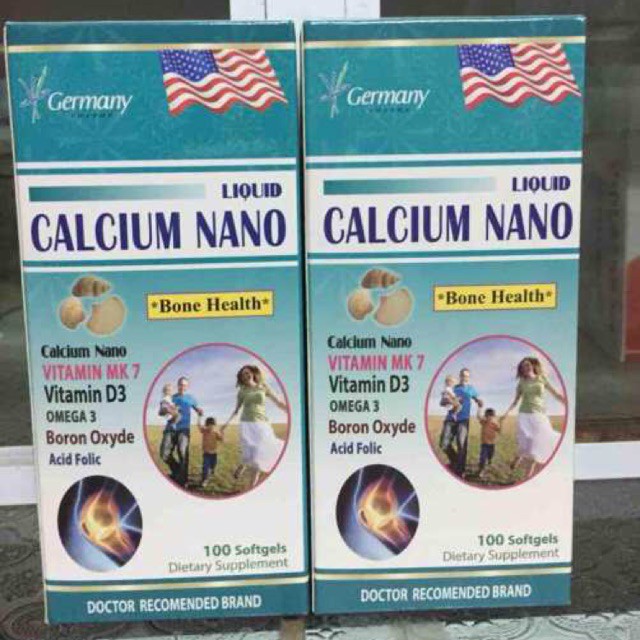 Germany
LIQUID
CALCIUM NANO
*Bone Health*
Calcium Nano
VITAMIN MK 7
Vitamin D3
OMEGA 3
Boron Oxyde
Acid Folic
100 Softgels
Dietary Supplement
DOCTOR RECOMENDED BRAND
Germany
LIQUID
CALCIUM NANO
*Bone Health*
Calcium Nano
VITAMIN MK 7
Vitamin D3
OMEGA 3
Boron Oxyde
Acid Folic
100 Softgels
Dietary Supplement
DOCTOR RECOMENDED BRAND